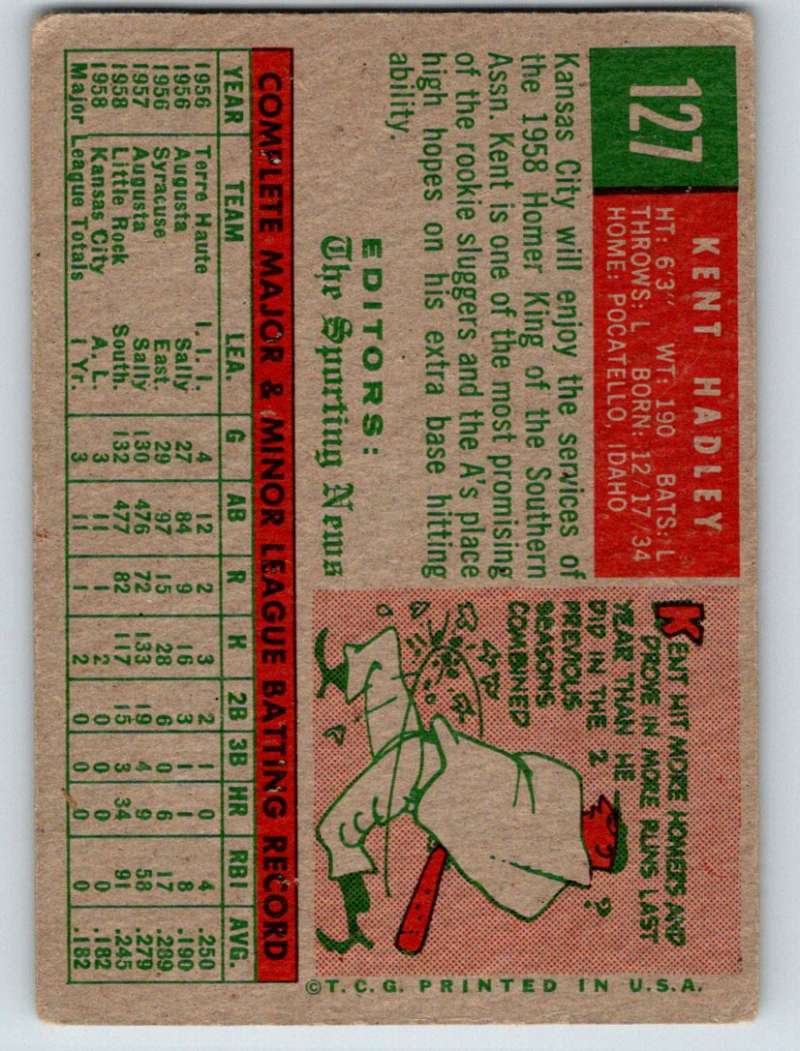 127
KENT HADLEY
HT: 6'3" WT: 190 BATS: L
THROWS: L BORN: 12/17/34
HOME: POCATELLO, IDAHO
Kansas City will enjoy the services of
the 1958 Homer King of the Southern
Assn. Kent is one of the most promising
of the rookie sluggers and the A's place
high hopes on his extra base hitting
ability.
EDITORS:
The Sporting News
KENT HIT MORE HOMERS AND
DROVE IN MORE RUNS LAST
YEAR THAN HE
DID IN THE 2
PREVIOUS
SEASONS
COMBINED
?
COMPLETE MAJOR & MINOR LEAGUE BATTING RECORD
YEAR TEAM LEA. G AB R H 2B 3B HR RBI AVG.
1956 Terre Haute I. I. I. 4 12 2 3 2 1 0 4 .250
1956 Augusta Sally 27 84 9 16 3 1 1 8 .190
1956 Syracuse East. 29 97 15 28 6 0 6 17 .289
1957 Augusta Sally 130 476 72 133 19 4 9 58 .279
1958 Little Rock South. 132 477 82 117 15 3 34 91 .245
1958 Kansas City A. L. 3 11 1 2 0 0 0 0 .182
Major League Totals 1 Yr. 3 11 1 2 0 0 0 0 .182
©T.C.G. PRINTED IN U.S.A.